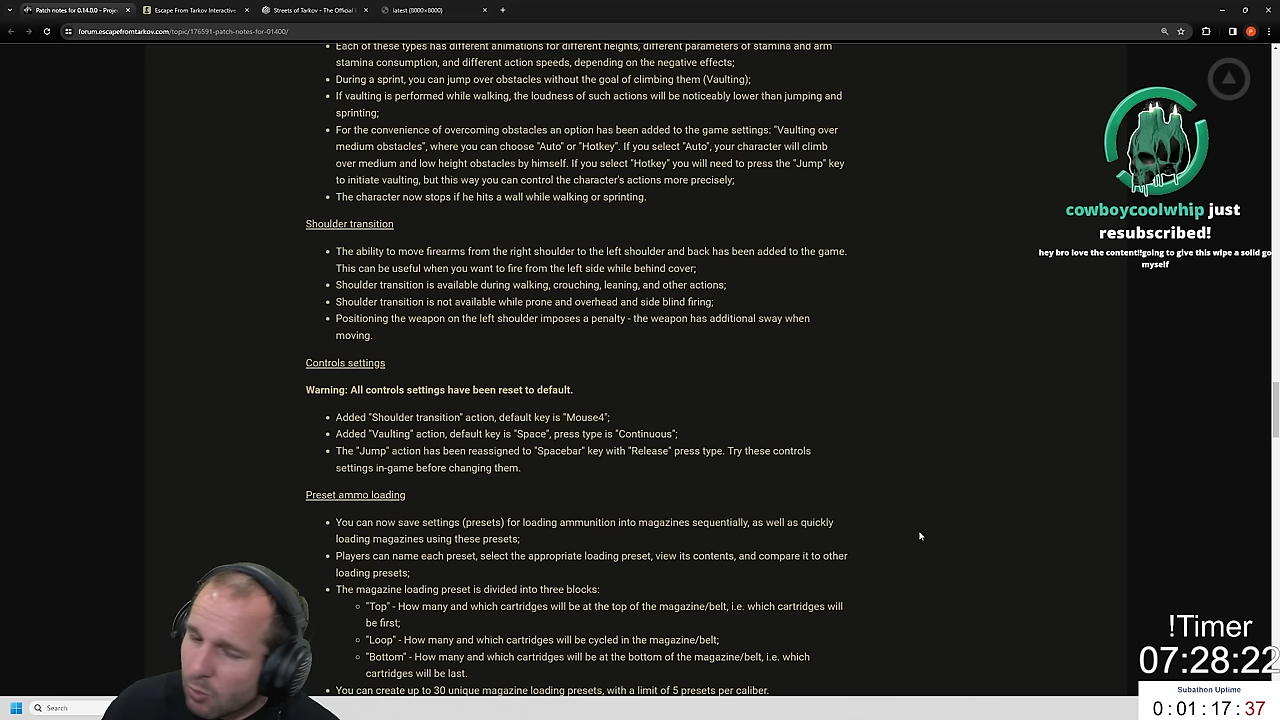 Patch notes for 0.14.0.0 - Proje
Escape From Tarkov Interactive
Streets of Tarkov - The Official
latest (8000×8000)
forum.escapefromtarkov.com/topic/176591-patch-notes-for-01400/
Each of these types has different animations for different heights, different parameters of stamina and arm
stamina consumption, and different action speeds, depending on the negative effects;
During a sprint, you can jump over obstacles without the goal of climbing them (Vaulting);
If vaulting is performed while walking, the loudness of such actions will be noticeably lower than jumping and
sprinting;
For the convenience of overcoming obstacles an option has been added to the game settings: "Vaulting over
medium obstacles", where you can choose "Auto" or "Hotkey". If you select "Auto", your character will climb
over medium and low height obstacles by himself. If you select "Hotkey" you will need to press the "Jump" key
to initiate vaulting, but this way you can control the character's actions more precisely;
The character now stops if he hits a wall while walking or sprinting.
Shoulder transition
The ability to move firearms from the right shoulder to the left shoulder and back has been added to the game.
This can be useful when you want to fire from the left side while behind cover;
Shoulder transition is available during walking, crouching, leaning, and other actions;
Shoulder transition is not available while prone and overhead and side blind firing;
Positioning the weapon on the left shoulder imposes a penalty - the weapon has additional sway when
moving.
Controls settings
Warning: All controls settings have been reset to default.
Added "Shoulder transition" action, default key is "Mouse4";
Added "Vaulting" action, default key is "Space", press type is "Continuous";
The "Jump" action has been reassigned to "Spacebar" key with "Release" press type. Try these controls
settings in-game before changing them.
Preset ammo loading
You can now save settings (presets) for loading ammunition into magazines sequentially, as well as quickly
loading magazines using these presets;
Players can name each preset, select the appropriate loading preset, view its contents, and compare it to other
loading presets;
The magazine loading preset is divided into three blocks:
"Top" - How many and which cartridges will be at the top of the magazine/belt, i.e. which cartridges will
be first;
"Loop" - How many and which cartridges will be cycled in the magazine/belt;
"Bottom" - How many and which cartridges will be at the bottom of the magazine/belt, i.e. which
cartridges will be last.
You can create up to 30 unique magazine loading presets, with a limit of 5 presets per caliber.
cowboycoolwhip just
resubscribed!
hey bro love the content!!going to give this wipe a solid go
myself
!Timer
07:28:22
Subathon Uptime
0:01:17:37
Search